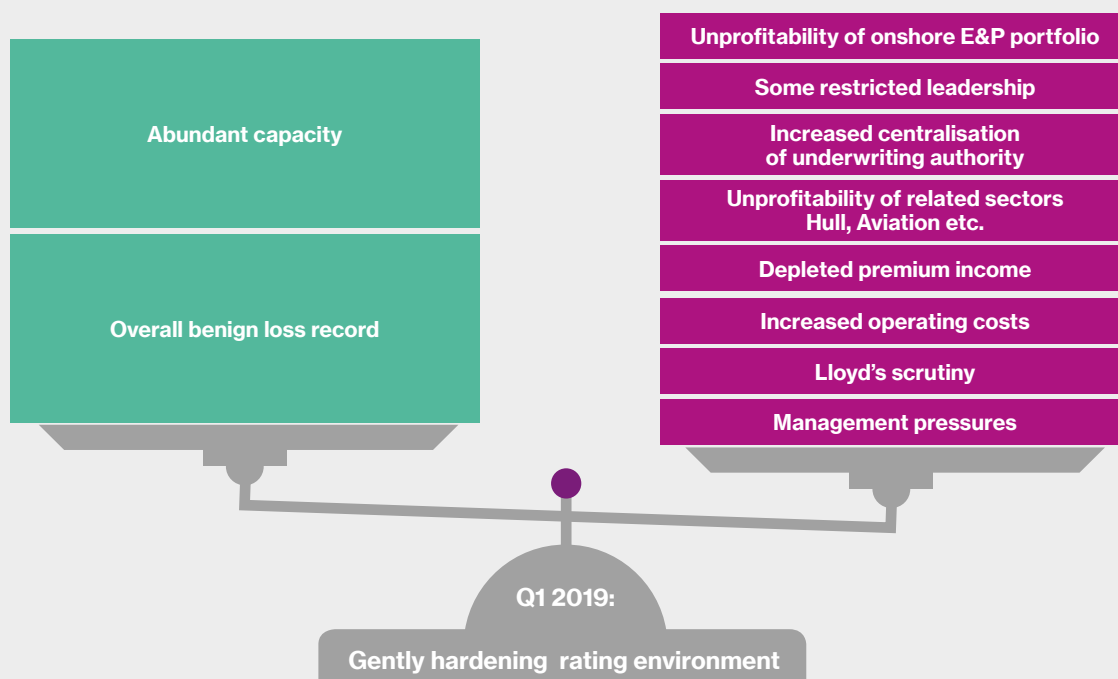 Abundant capacity
Overall benign loss record
Unprofitability of onshore E&P portfolio
Some restricted leadership
Increased centralisation
of underwriting authority
Unprofitability of related sectors
Hull, Aviation etc.
Depleted premium income
Increased operating costs
Lloyd’s scrutiny
Management pressures
Q1 2019:
Gently hardening rating environment